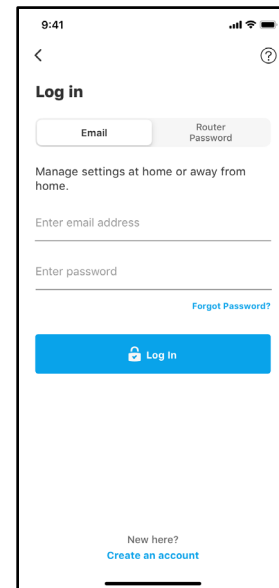 9:41
Log in
Email
Router
Password
Manage settings at home or away from
home.
Enter email address
Enter password
Forgot Password?
Log In
New here?
Create an account